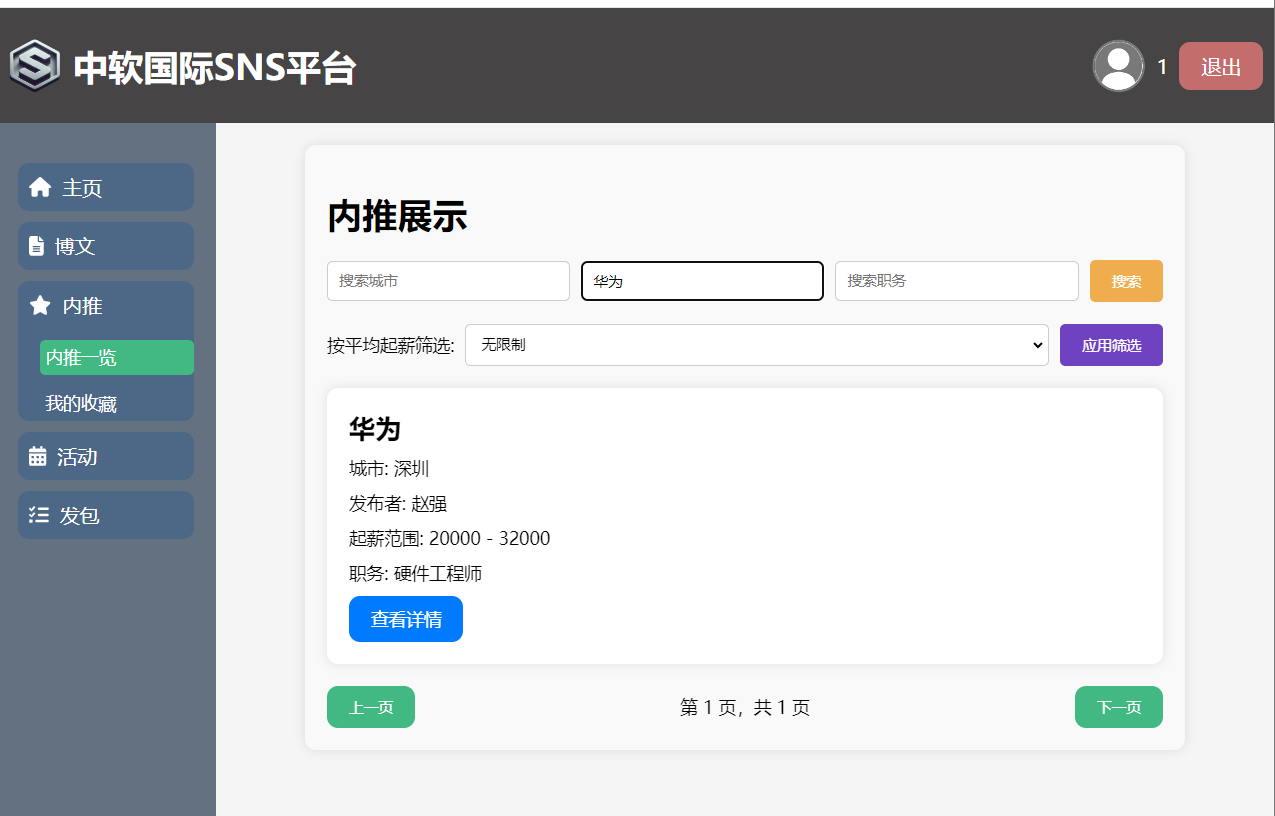 中软国际SNS平台
1
退出
主页
博文
内推
内推一览
我的收藏
活动
发包
内推展示
搜索城市
华为
搜索职务
搜索
按平均起薪筛选:
无限制
应用筛选
华为
城市: 深圳
发布者: 赵强
起薪范围: 20000 - 32000
职务: 硬件工程师
查看详情
上一页
第 1 页，共 1 页
下一页